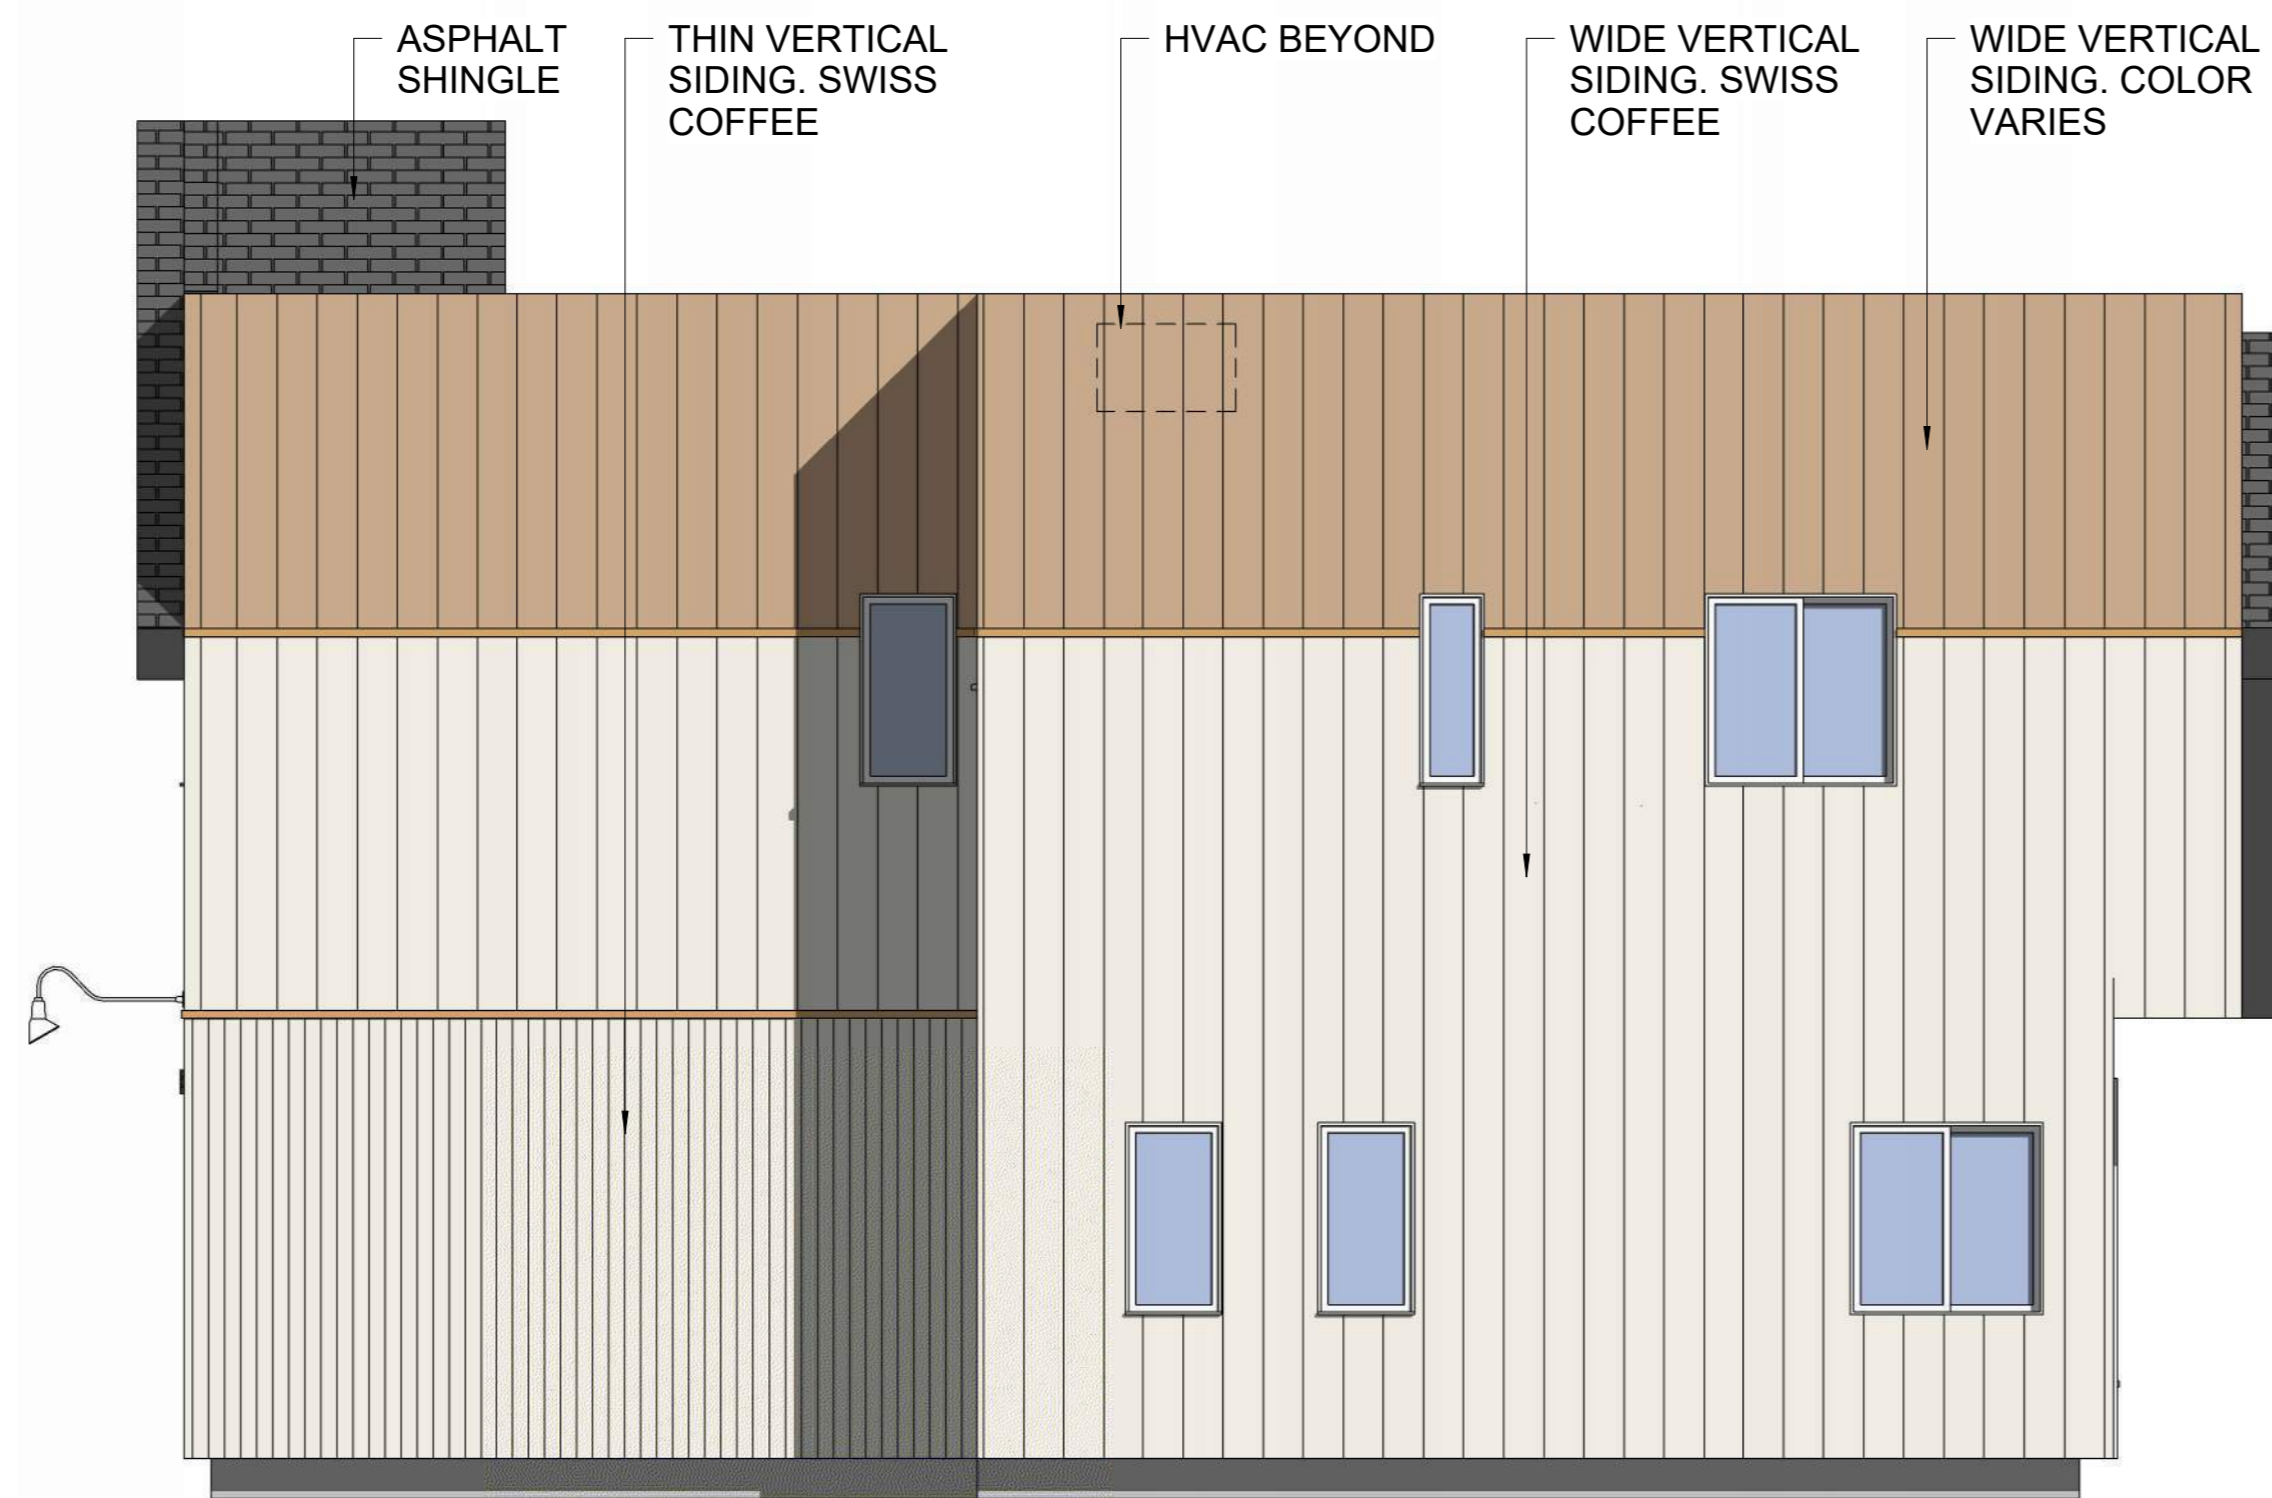 ASPHALT
SHINGLE
THIN VERTICAL
SIDING. SWISS
COFFEE
HVAC BEYOND
WIDE VERTICAL
SIDING. SWISS
COFFEE
WIDE VERTICAL
SIDING. COLOR
VARIES